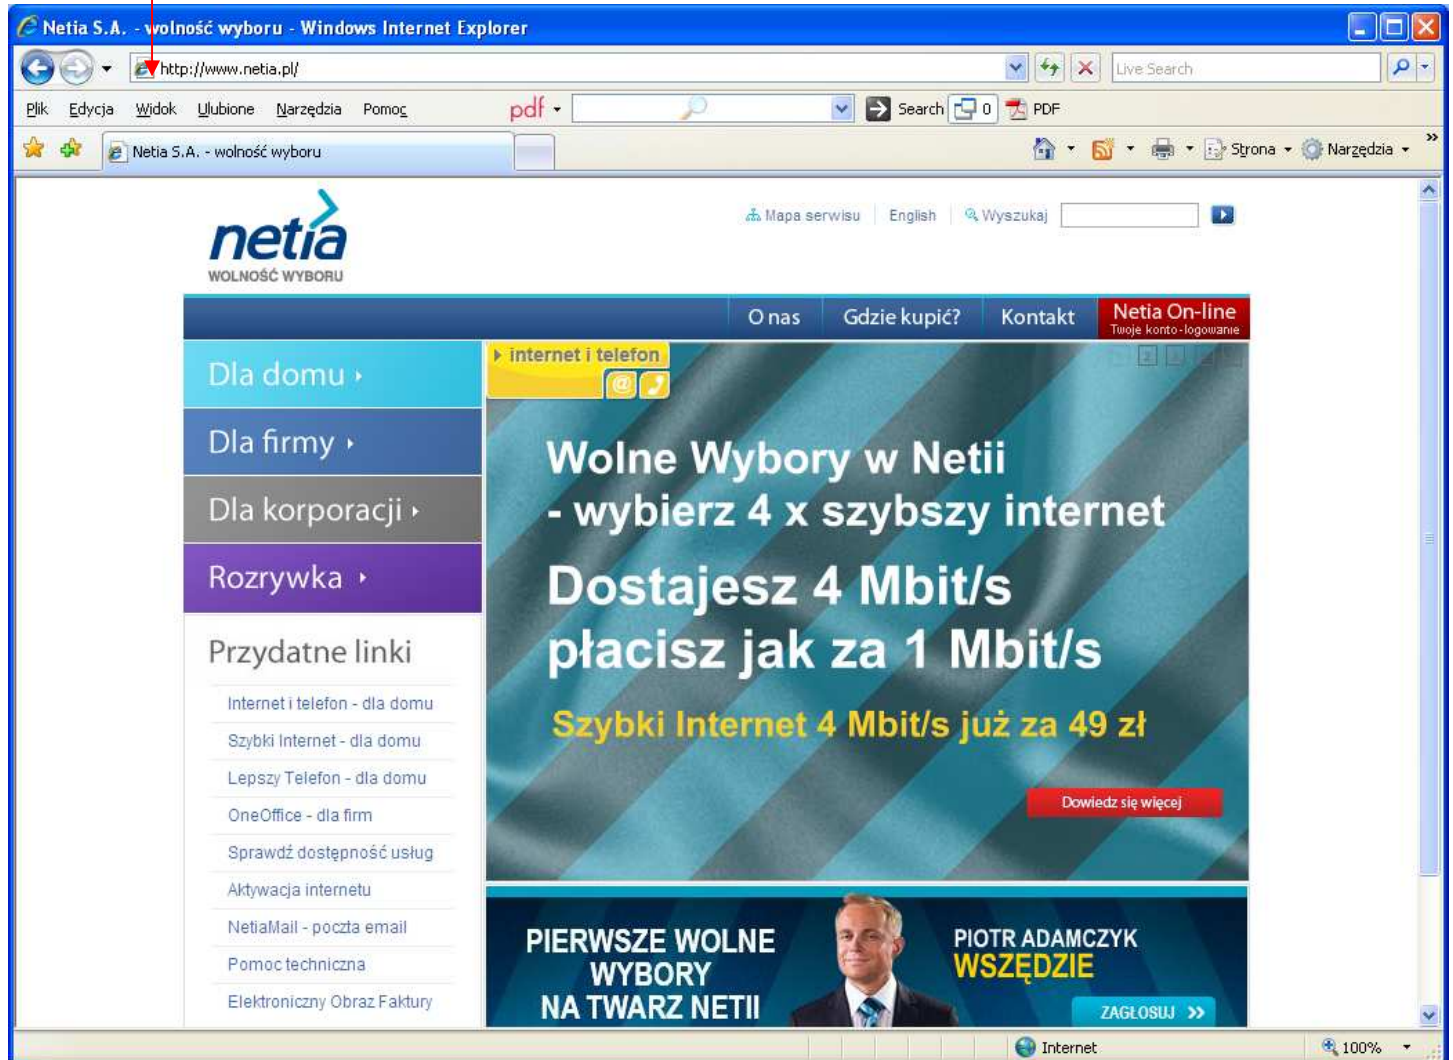 Netia S.A. - wolność wyboru - Windows Internet Explorer
http://www.netia.pl/
Live Search
Plik Edycja Widok Ulubione Narzędzia Pomoc
pdf
Search 0 PDF
Netia S.A. - wolność wyboru
Strona Narzędzia
netia
WOLNOŚĆ WYBORU
Mapa serwisu English Wyszukaj
O nas Gdzie kupić? Kontakt Netia On-line
Twoje konto - logowanie
Dla domu
Dla firmy
Dla korporacji
Rozrywka
Przydatne linki
Internet i telefon - dla domu
Szybki Internet - dla domu
Lepszy Telefon - dla domu
OneOffice - dla firm
Sprawdź dostępność usług
Aktywacja internetu
NetiaMail - poczta email
Pomoc techniczna
Elektroniczny Obraz Faktury
internet i telefon
@
2
Wolne Wybory w Netii
- wybierz 4 x szybszy internet
Dostajesz 4 Mbit/s
płacisz jak za 1 Mbit/s
Szybki Internet 4 Mbit/s już za 49 zł
Dowiedz się więcej
PIERWSZE WOLNE
WYBORY
NA TWARZ NETII
PIOTR ADAMCZYK
WSZĘDZIE
ZAGŁOSUJ
Internet
100%